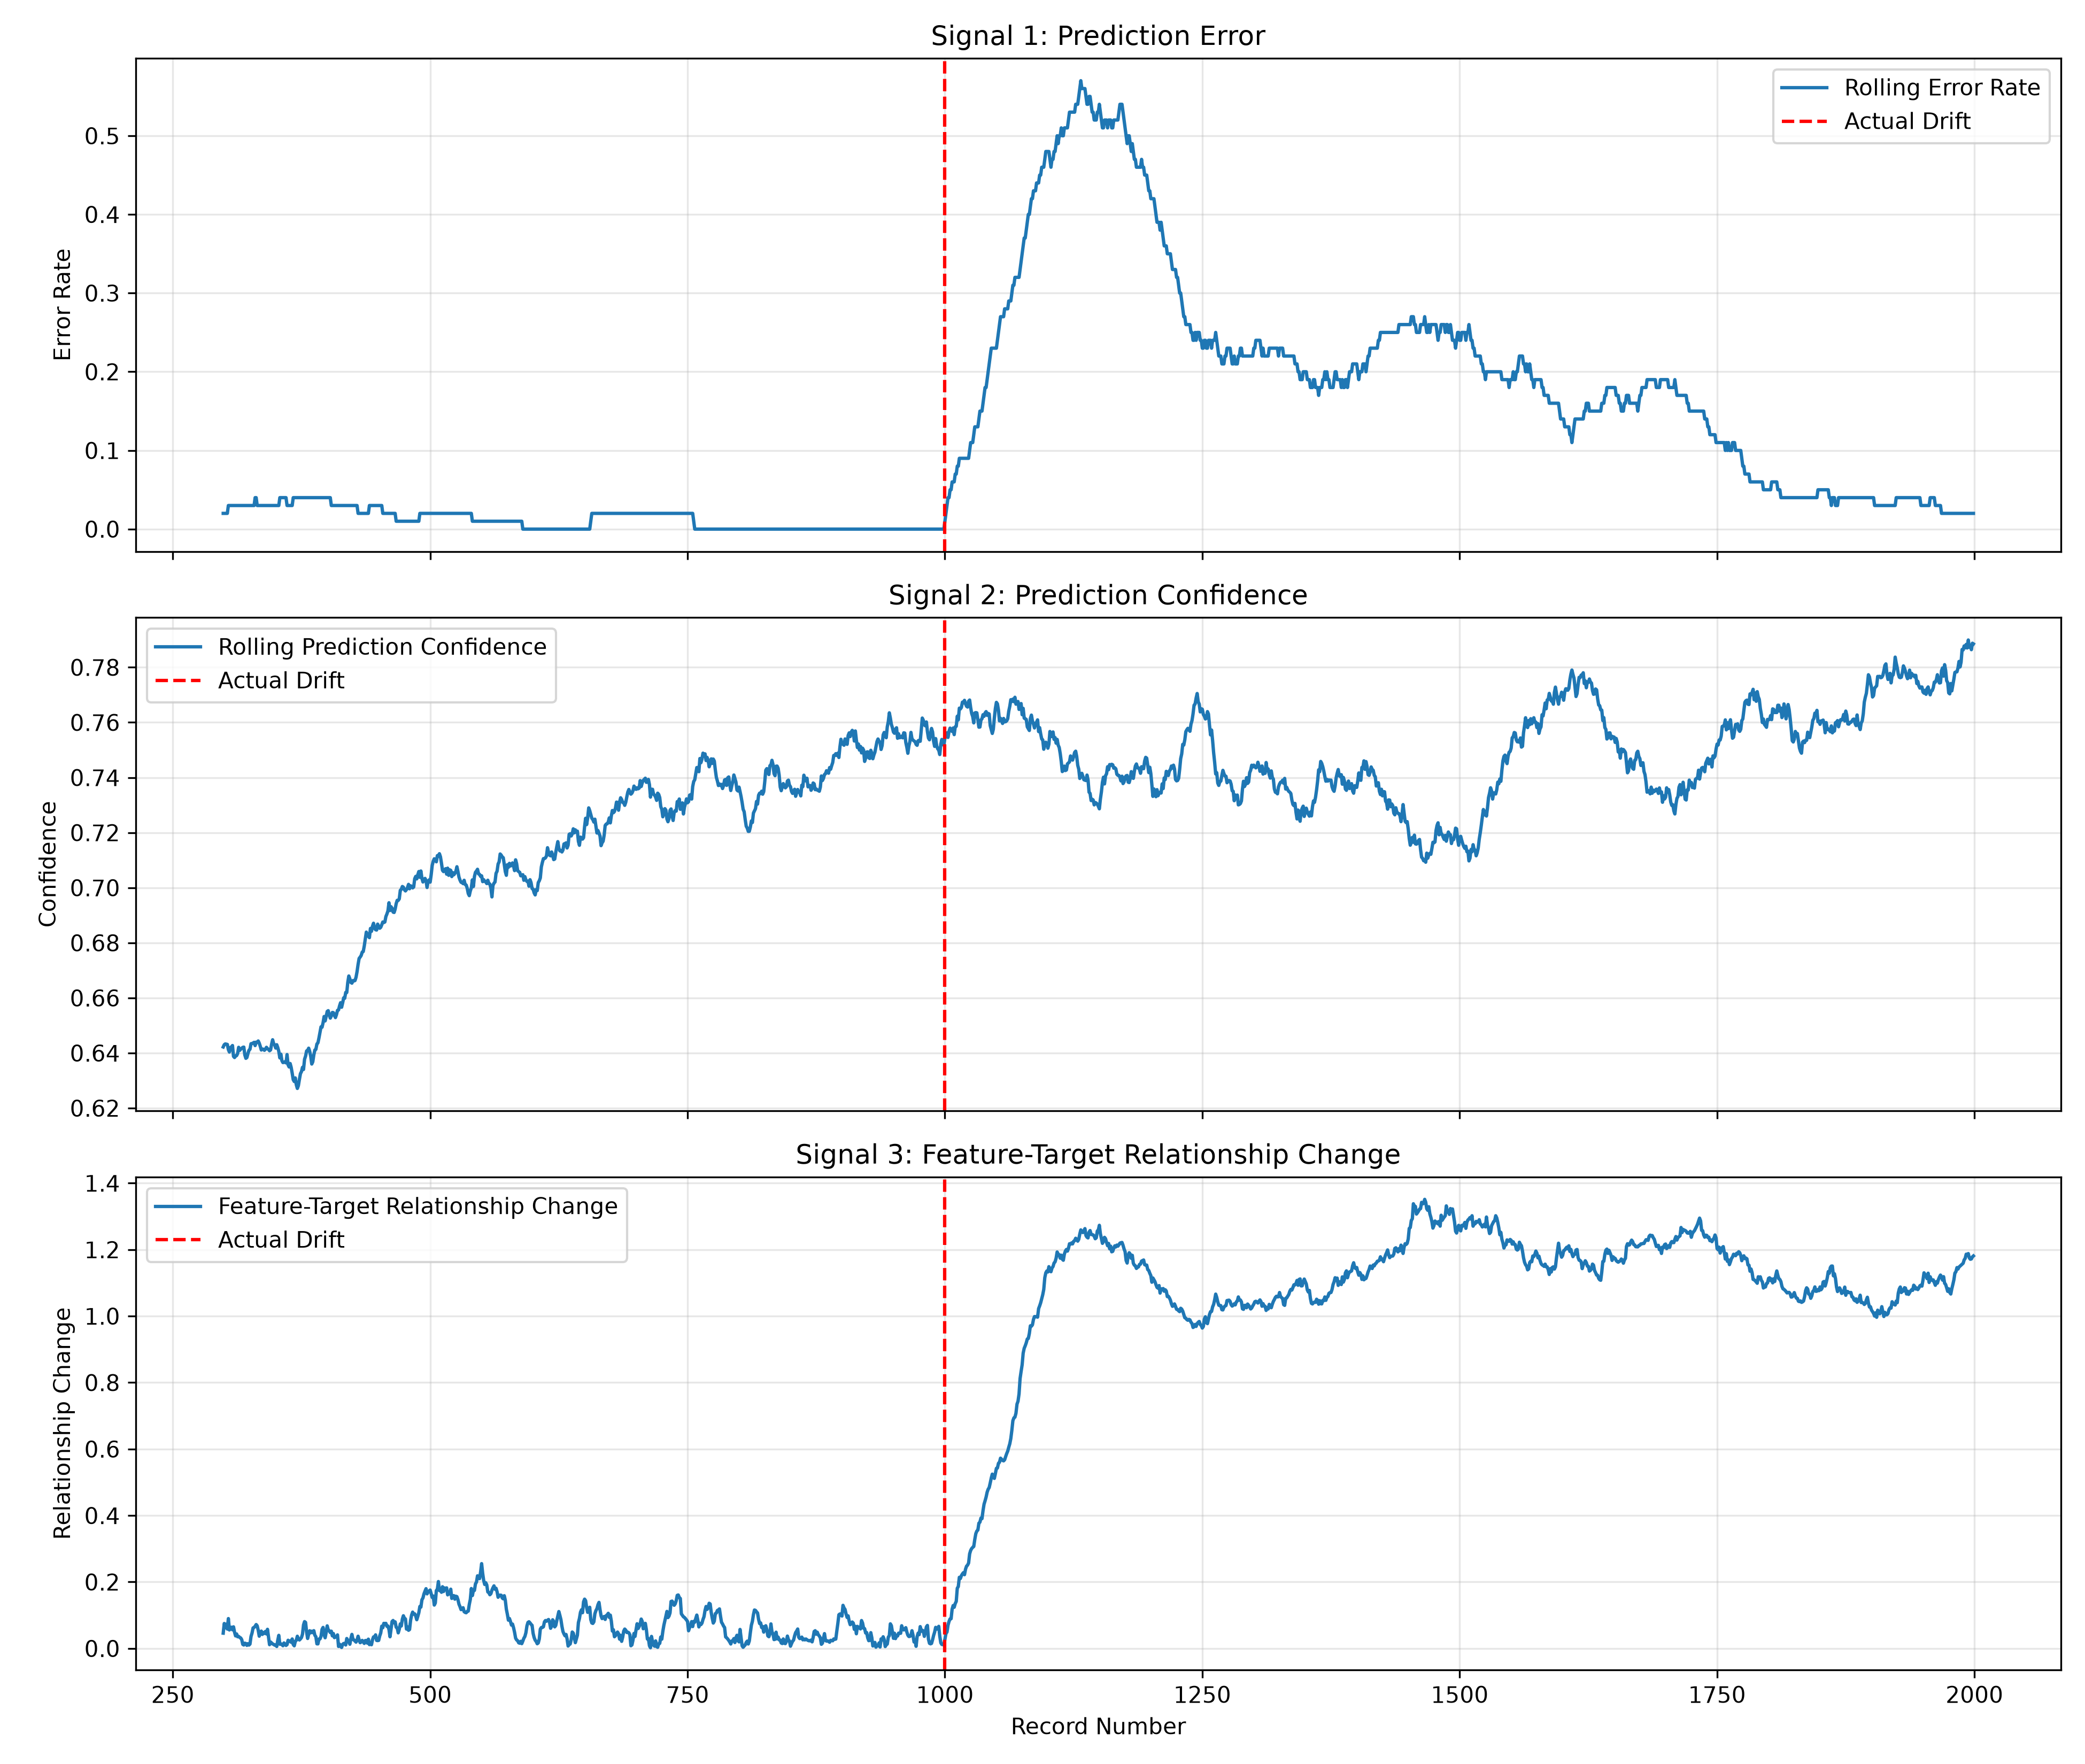 Signal 1: Prediction Error
Rolling Error Rate
Actual Drift
Error Rate
0.5
0.4
0.3
0.2
0.1
0.0
Signal 2: Prediction Confidence
Rolling Prediction Confidence
Actual Drift
Confidence
0.78
0.76
0.74
0.72
0.70
0.68
0.66
0.64
0.62
Signal 3: Feature-Target Relationship Change
Feature-Target Relationship Change
Actual Drift
Relationship Change
1.4
1.2
1.0
0.8
0.6
0.4
0.2
0.0
250 500 750 1000 1250 1500 1750 2000
Record Number